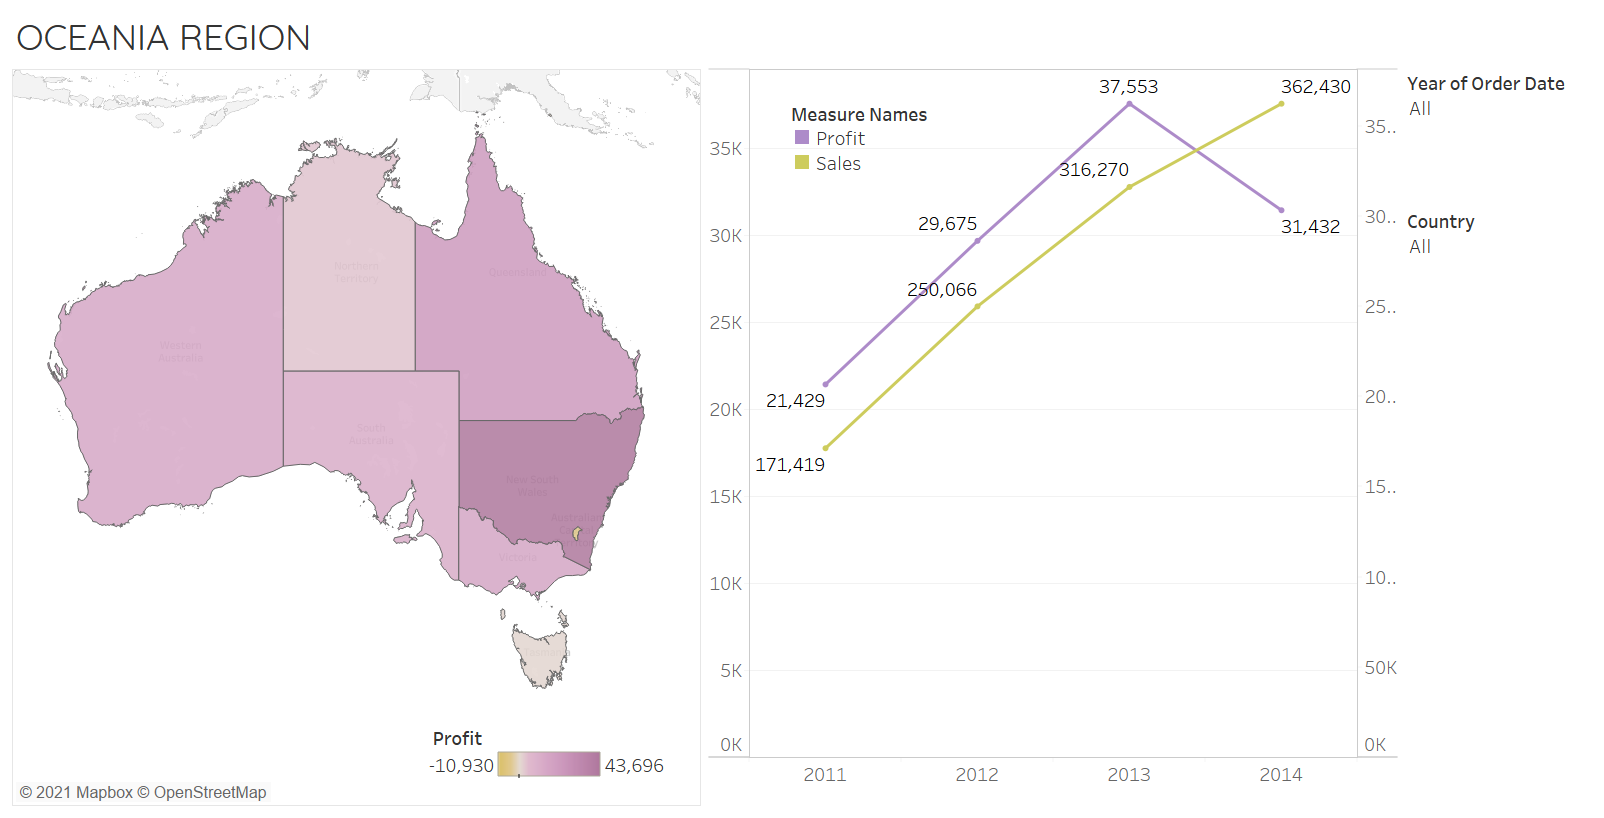 OCEANIA REGION
Northern
Territory
Queensland
Western
Australia
South
Australia
New South
Wales
Australian
Victoria
Tasmania
Profit
-10,930
43,696
© 2021 Mapbox © OpenStreetMap
Measure Names
Profit
Sales
37,553
362,430
316,270
29,675
31,432
250,066
21,429
171,419
35K
30K
25K
20K
15K
10K
5K
0K
35..
30..
25..
20..
15..
10..
50K
0K
2011
2012
2013
2014
Year of Order Date
All
Country
All